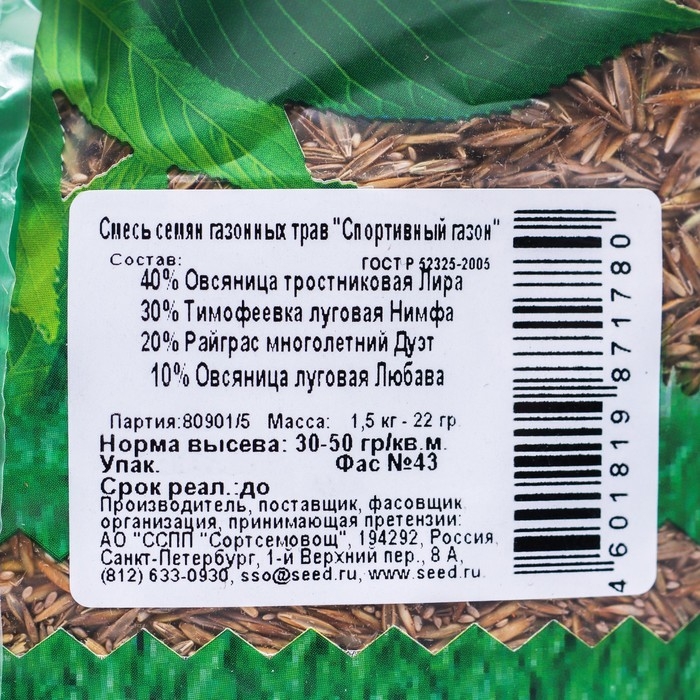 Смесь семян газонных трав "Спортивный газон"
Состав: ГОСТ Р 52325-2005
40% Овсяница тростниковая Лира
30% Тимофеевка луговая Нимфа
20% Райграс многолетний Дуэт
10% Овсяница луговая Любава
Партия:80901/5 Масса: 1,5 кг - 22 гр
Норма высева: 30-50 гр/кв.м.
Упак. Фас №43
Срок реал.:до
Производитель, поставщик, фасовщик
организация, принимающая претензии:
АО "ССПП "Сортсемовощ", 194292, Россия,
Санкт-Петербург, 1-й Верхний пер., 8 А,
(812) 633-0930, sso@seed.ru, www.seed.ru.
4601819871780